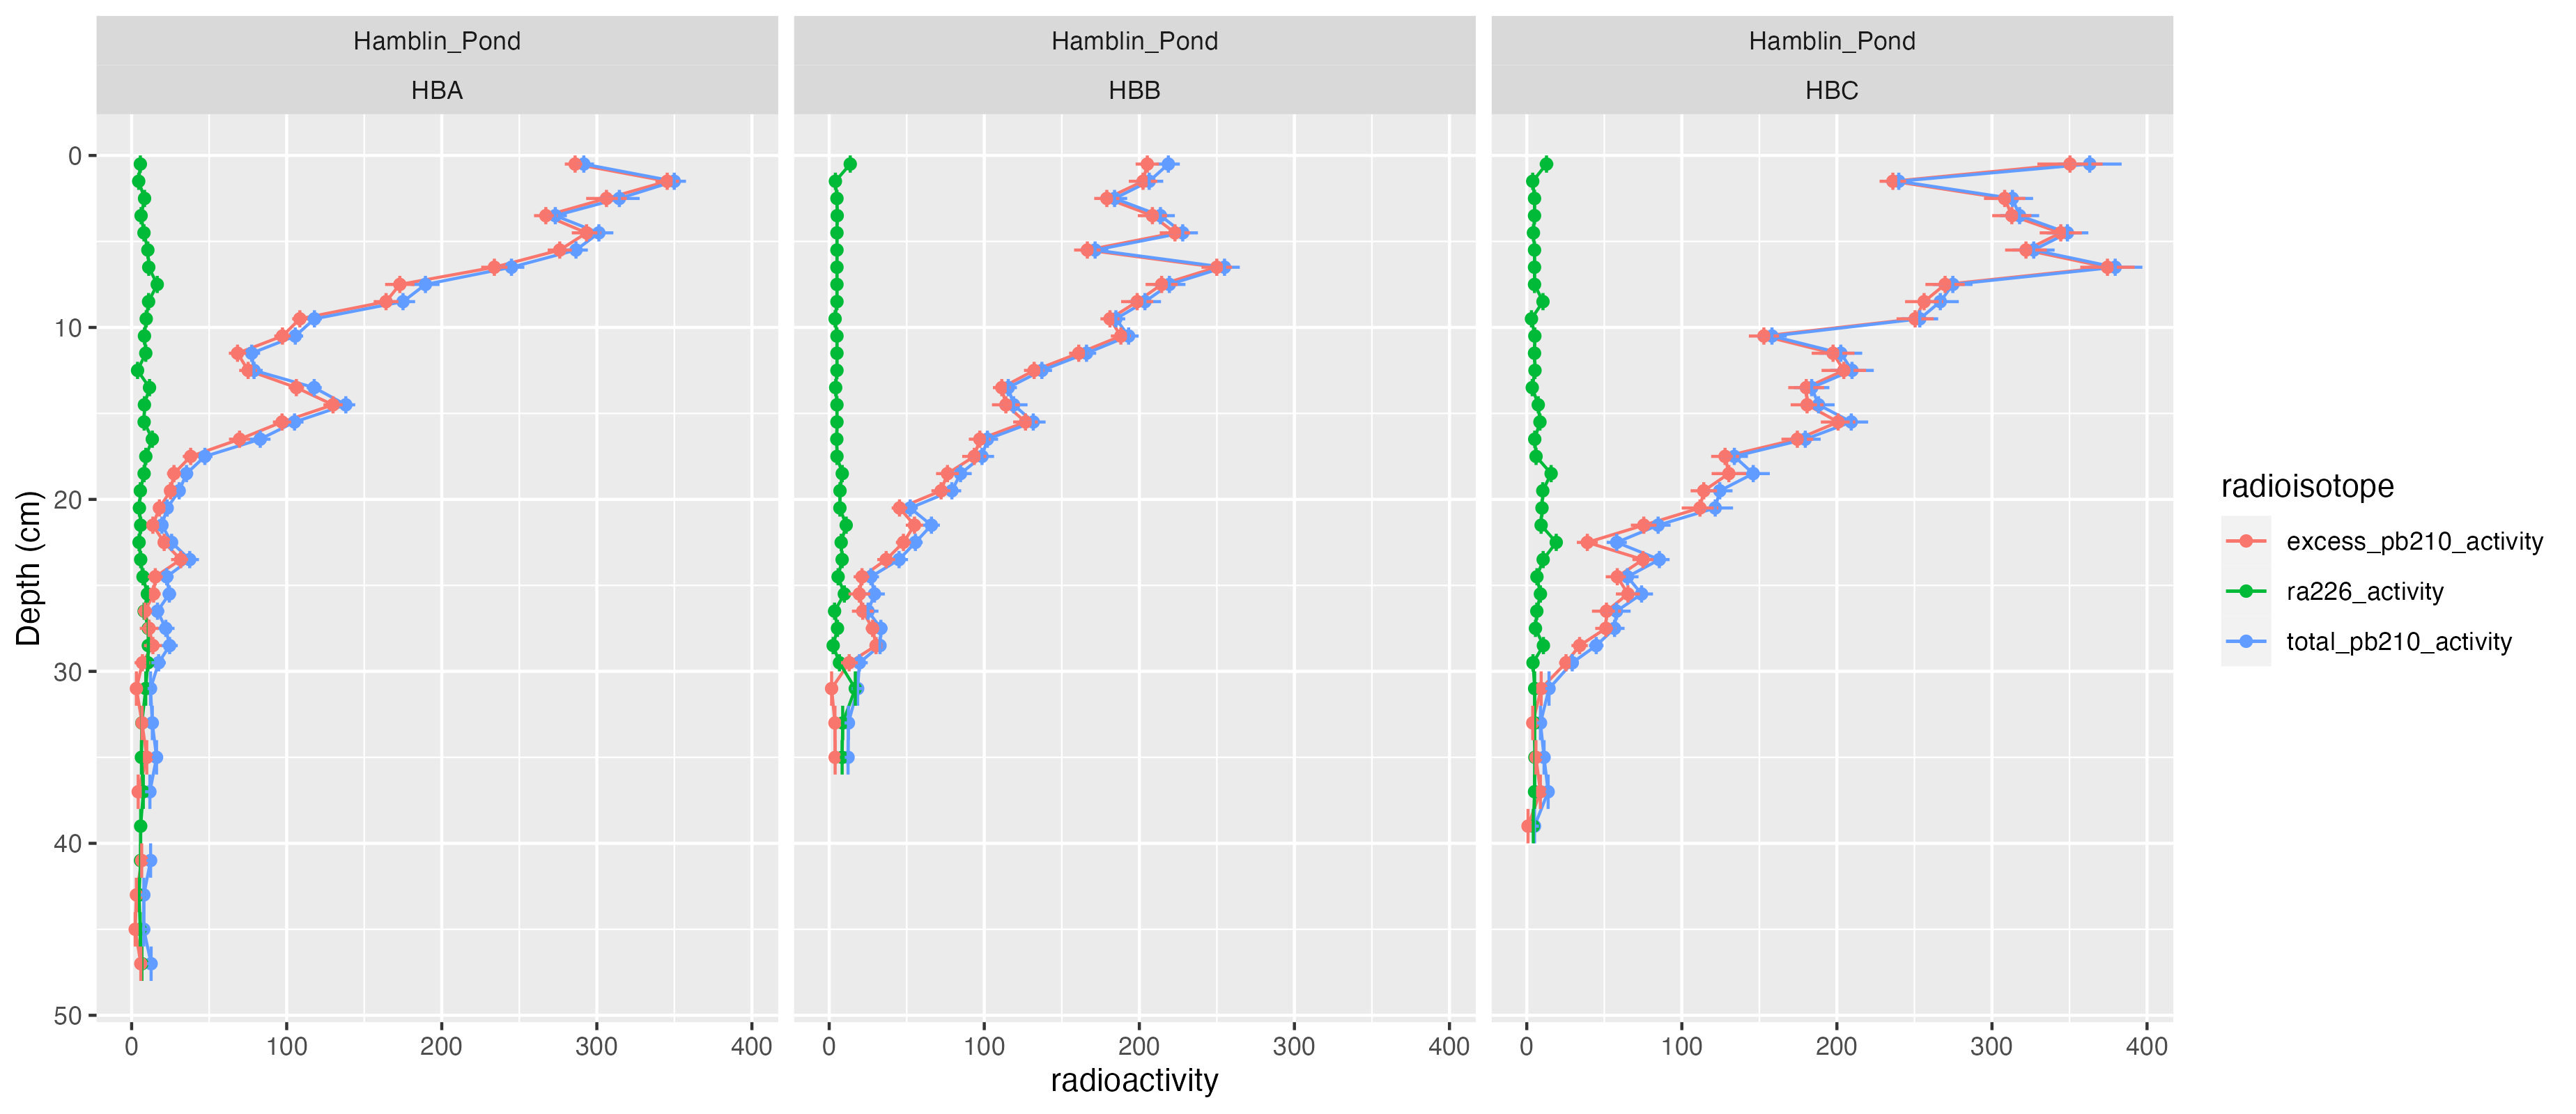 Hamblin_Pond
Hamblin_Pond
Hamblin_Pond
HBA
HBB
HBC
Depth (cm)
0
10
20
30
40
50
0 100 200 300 400
0 100 200 300 400
0 100 200 300 400
radioactivity
radioisotope
excess_pb210_activity
ra226_activity
total_pb210_activity